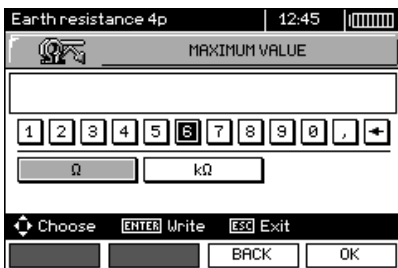 Earth resistance 4p 12:45
MAXIMUM VALUE
1 2 3 4 5 6 7 8 9 0 , ←
Ω kΩ
Choose ENTER Write ESC Exit
BACK OK